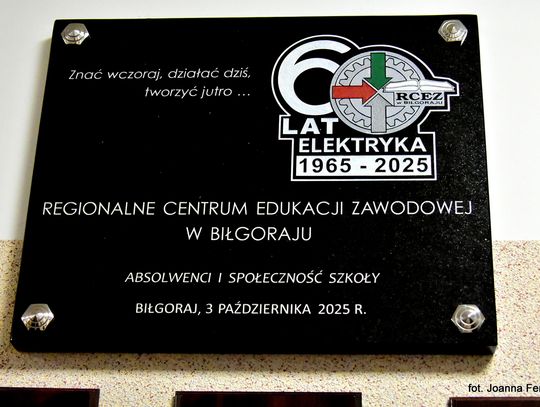 Znać wczoraj, działać dziś,
tworzyć jutro ...
60
LAT
ELEKTRYKA
1965 - 2025
RCEZ
W BIŁGORAJU
REGIONALNE CENTRUM EDUKACJI ZAWODOWEJ
W BIŁGORAJU
ABSOLWENCI I SPOŁECZNOŚĆ SZKOŁY
BIŁGORAJ, 3 PAŹDZIERNIKA 2025 R.
fot. Joanna